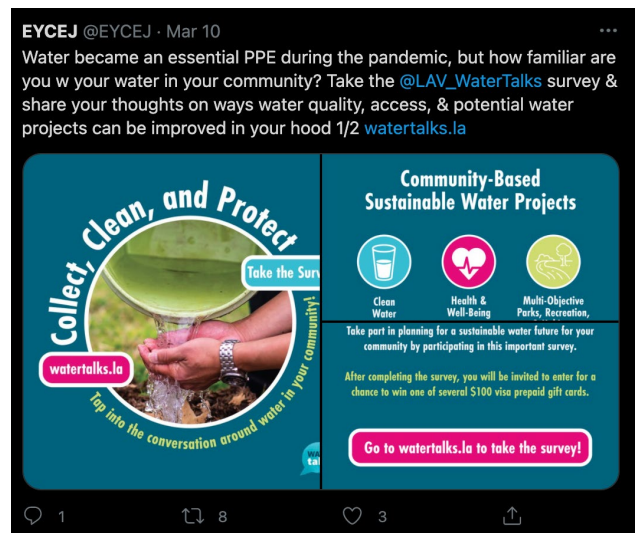 EYCEJ @EYCEJ · Mar 10
Water became an essential PPE during the pandemic, but how familiar are
you w your water in your community? Take the @LAV_WaterTalks survey &
share your thoughts on ways water quality, access, & potential water
projects can be improved in your hood 1/2 watertalks.la
Collect, Clean, and Protect
Take the Surv
watertalks.la
Tap into the conversation around water in your community!
WA
tal
Community-Based
Sustainable Water Projects
Clean
Water
Health &
Well-Being
Multi-Objective
Parks, Recreation,
Take part in planning for a sustainable water future for your
community by participating in this important survey.
After completing the survey, you will be invited to enter for a
chance to win one of several $100 visa prepaid gift cards.
Go to watertalks.la to take the survey!
1
8
3